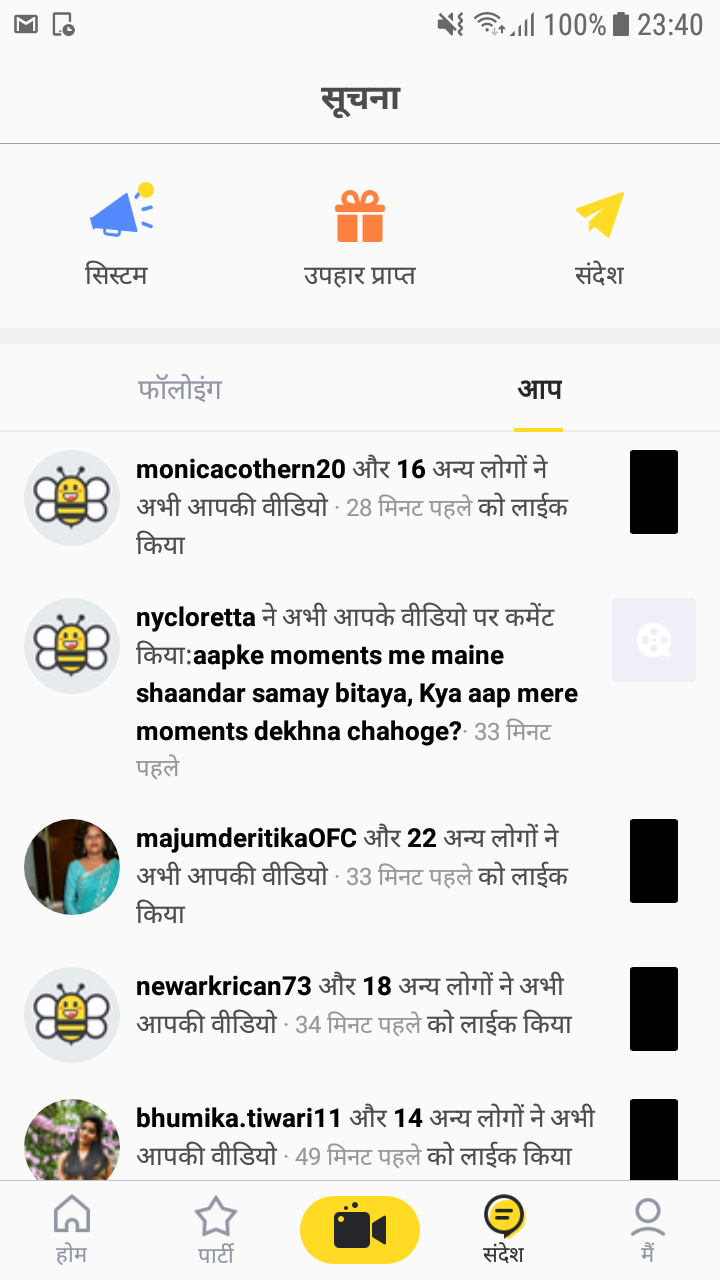 100% 23:40
सूचना
सिस्टम उपहार प्राप्त संदेश
फॉलोइंग आप
monicacothern20 और 16 अन्य लोगों ने
अभी आपकी वीडियो · 28 मिनट पहले को लाईक
किया
nycloretta ने अभी आपके वीडियो पर कमेंट
किया:aapke moments me maine
shaandar samay bitaya, Kya aap mere
moments dekhna chahoge?· 33 मिनट
पहले
majumderitikaOFC और 22 अन्य लोगों ने
अभी आपकी वीडियो · 33 मिनट पहले को लाईक
किया
newarkrican73 और 18 अन्य लोगों ने अभी
आपकी वीडियो · 34 मिनट पहले को लाईक किया
bhumika.tiwari11 और 14 अन्य लोगों ने अभी
आपकी वीडियो · 49 मिनट पहले को लाईक किया
होम पार्टी संदेश मैं